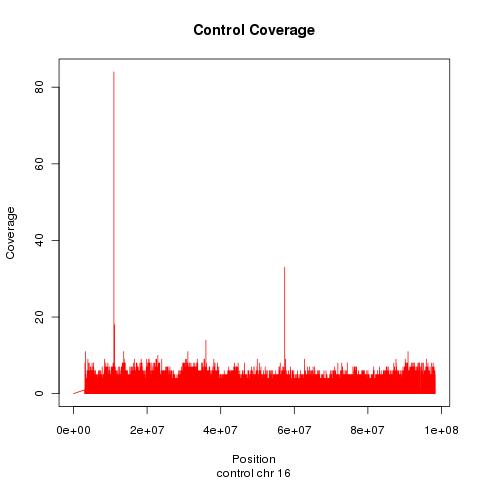 Control Coverage
Coverage
80
60
40
20
0
0e+00 2e+07 4e+07 6e+07 8e+07 1e+08
Position
control chr 16